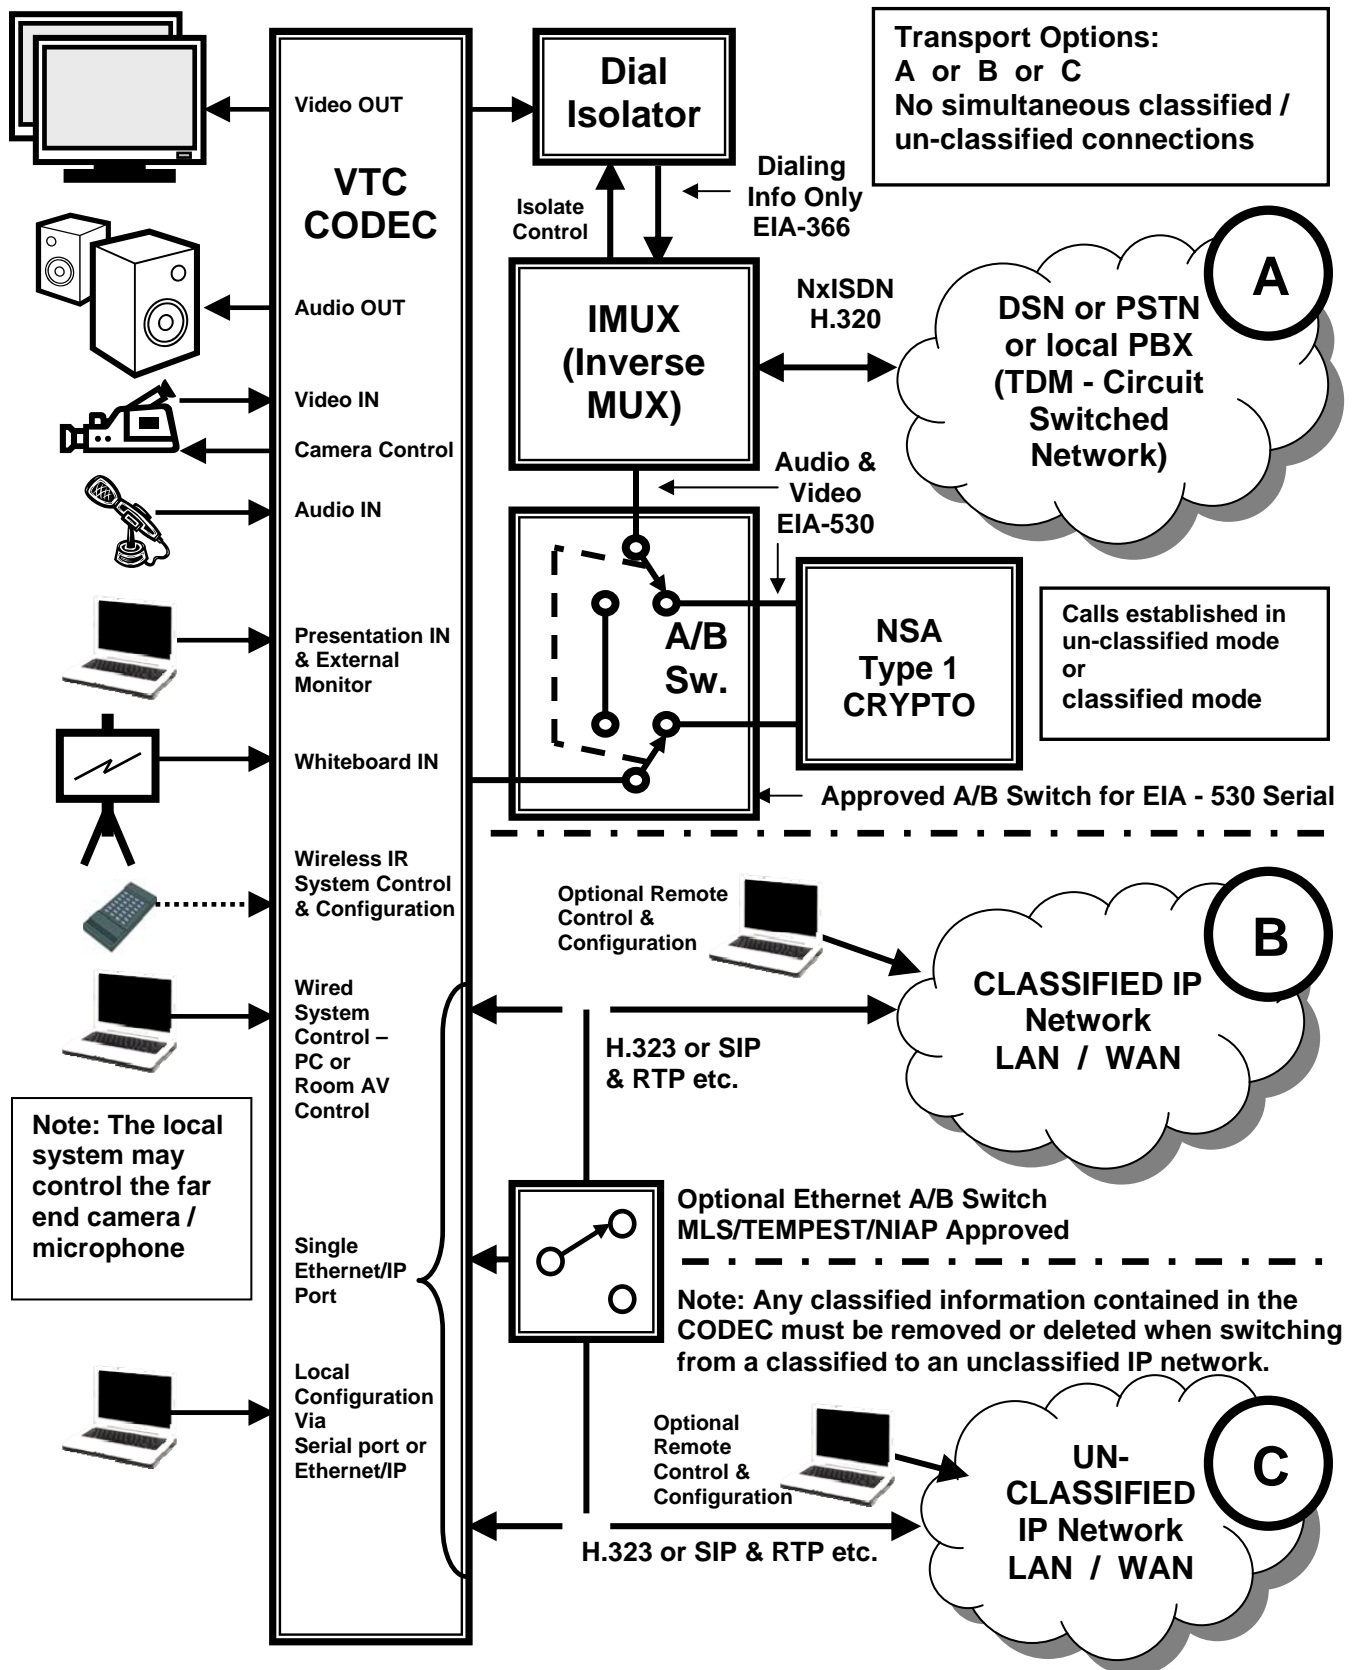 Transport Options:
A or B or C
No simultaneous classified /
un-classified connections
Dial
Isolator
Video OUT
VTC
CODEC
Dialing
Info Only
EIA-366
Isolate
Control
A
NxISDN
H.320
DSN or PSTN
or local PBX
(TDM - Circuit
Switched
Network)
IMUX
(Inverse
MUX)
Audio OUT
Video IN
Camera Control
Audio IN
Audio &
Video
EIA-530
A/B
Sw.
NSA
Type 1
CRYPTO
Calls established in
un-classified mode
or
classified mode
Presentation IN
& External
Monitor
Whiteboard IN
Approved A/B Switch for EIA - 530 Serial
Wireless IR
System Control
& Configuration
Optional Remote
Control &
Configuration
B
CLASSIFIED IP
Network
LAN / WAN
Wired
System
Control –
PC or
Room AV
Control
H.323 or SIP
& RTP etc.
Note: The local
system may
control the far
end camera /
microphone
Optional Ethernet A/B Switch
MLS/TEMPEST/NIAP Approved
Single
Ethernet/IP
Port
Note: Any classified information contained in the
CODEC must be removed or deleted when switching
from a classified to an unclassified IP network.
Local
Configuration
Via
Serial port or
Ethernet/IP
Optional
Remote
Control &
Configuration
C
UN-
CLASSIFIED
IP Network
LAN / WAN
H.323 or SIP & RTP etc.